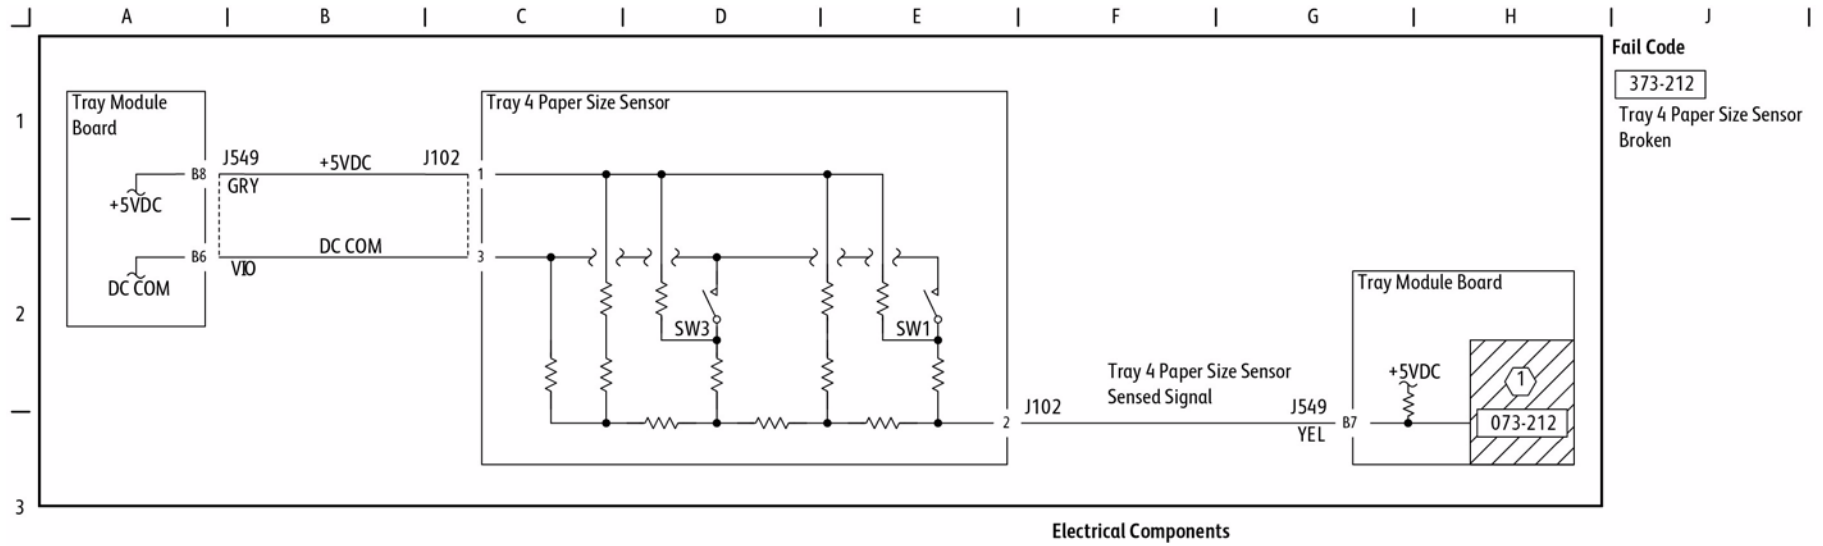 A B C D E F G H J
Fail Code
373-212
Tray 4 Paper Size Sensor
Broken
1
2
3
Tray Module
Board
B8
+5VDC
B6
DC COM
J549
GRY
+5VDC
J102
VIO
DC COM
Tray 4 Paper Size Sensor
1
3
SW3
SW1
2
J102
Tray 4 Paper Size Sensor
Sensed Signal
J549
YEL
B7
Tray Module Board
+5VDC
1
073-212
Electrical Components